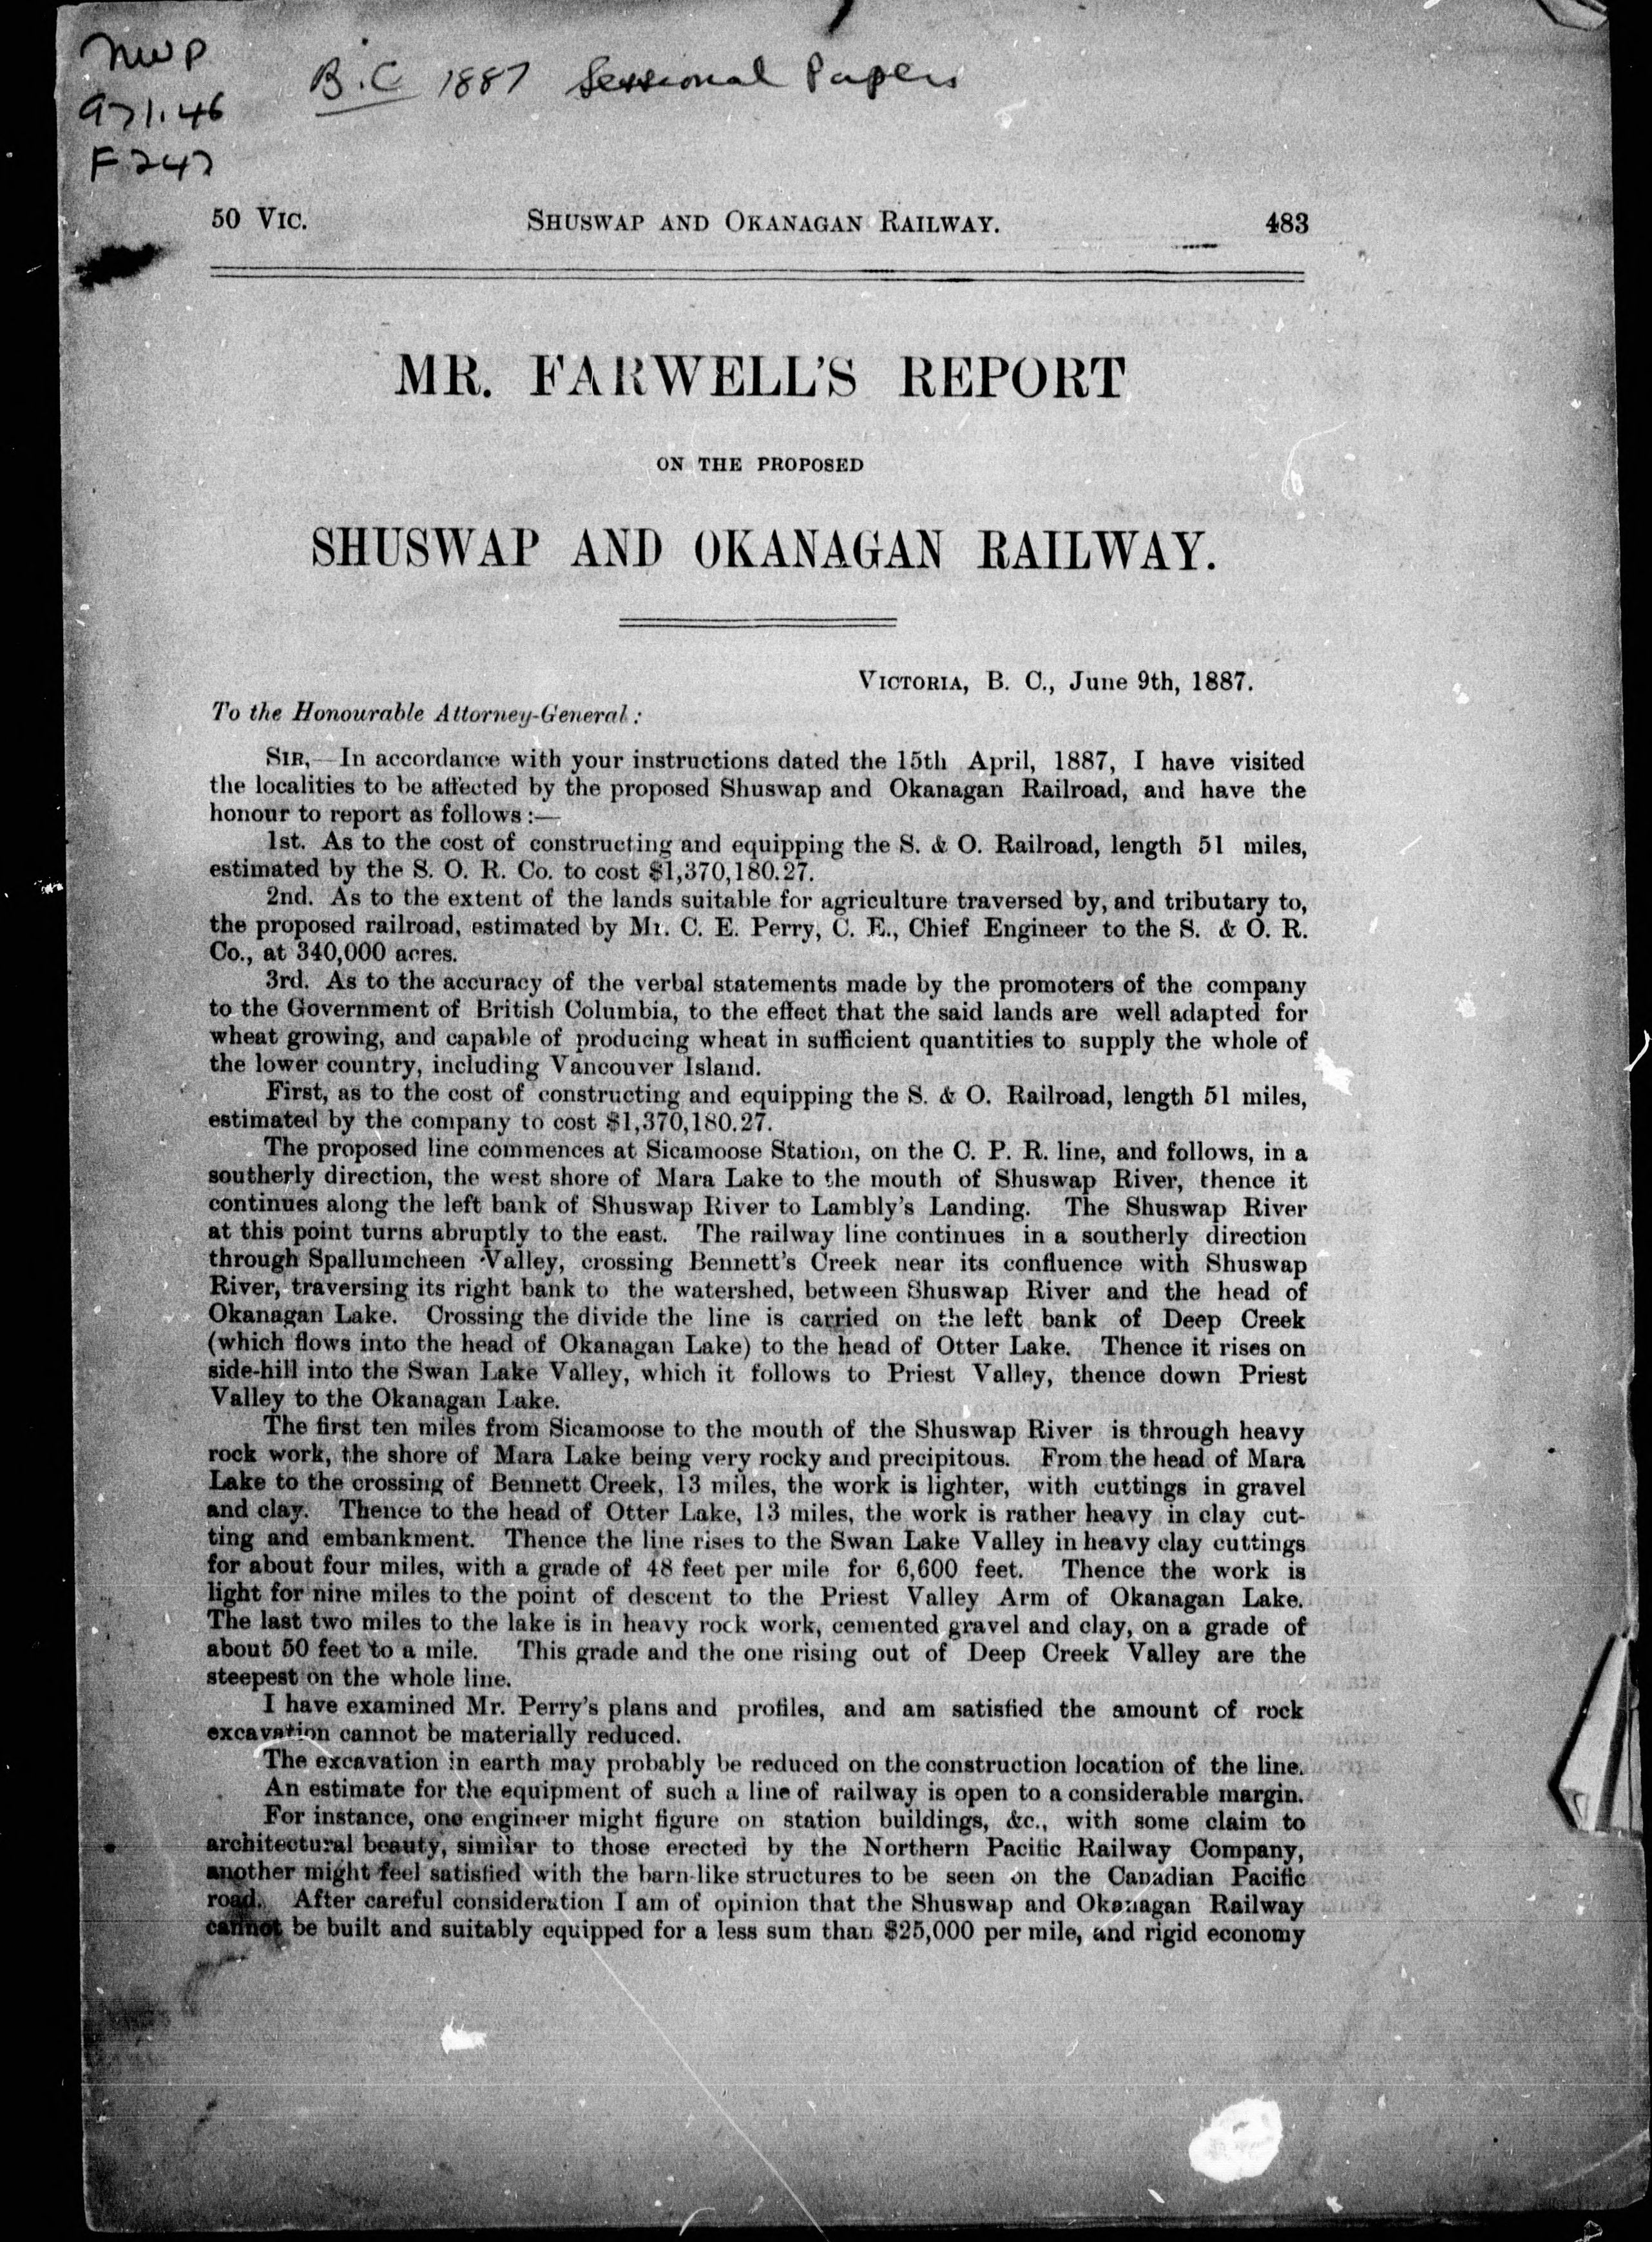 NWP
971.46
F247
B.C 1887 Sessional Papers
50 VIC. SHUSWAP AND OKANAGAN RAILWAY. 483
MR. FARWELL'S REPORT
ON THE PROPOSED
SHUSWAP AND OKANAGAN RAILWAY.
VICTORIA, B. C., June 9th, 1887.
To the Honourable Attorney-General:
SIR,—In accordance with your instructions dated the 15th April, 1887, I have visited
the localities to be affected by the proposed Shuswap and Okanagan Railroad, and have the
honour to report as follows:—
1st. As to the cost of constructing and equipping the S. & O. Railroad, length 51 miles,
estimated by the S. O. R. Co. to cost $1,370,180.27.
2nd. As to the extent of the lands suitable for agriculture traversed by, and tributary to,
the proposed railroad, estimated by Mr. C. E. Perry, C. E., Chief Engineer to the S. & O. R.
Co., at 340,000 acres.
3rd. As to the accuracy of the verbal statements made by the promoters of the company
to the Government of British Columbia, to the effect that the said lands are well adapted for
wheat growing, and capable of producing wheat in sufficient quantities to supply the whole of
the lower country, including Vancouver Island.
First, as to the cost of constructing and equipping the S. & O. Railroad, length 51 miles,
estimated by the company to cost $1,370,180.27.
The proposed line commences at Sicamoose Station, on the C. P. R. line, and follows, in a
southerly direction, the west shore of Mara Lake to the mouth of Shuswap River, thence it
continues along the left bank of Shuswap River to Lambly's Landing. The Shuswap River
at this point turns abruptly to the east. The railway line continues in a southerly direction
through Spallumcheen Valley, crossing Bennett's Creek near its confluence with Shuswap
River, traversing its right bank to the watershed, between Shuswap River and the head of
Okanagan Lake. Crossing the divide the line is carried on the left bank of Deep Creek
(which flows into the head of Okanagan Lake) to the head of Otter Lake. Thence it rises on
side-hill into the Swan Lake Valley, which it follows to Priest Valley, thence down Priest
Valley to the Okanagan Lake.
The first ten miles from Sicamoose to the mouth of the Shuswap River is through heavy
rock work, the shore of Mara Lake being very rocky and precipitous. From the head of Mara
Lake to the crossing of Bennett Creek, 13 miles, the work is lighter, with cuttings in gravel
and clay. Thence to the head of Otter Lake, 13 miles, the work is rather heavy in clay cut-
ting and embankment. Thence the line rises to the Swan Lake Valley in heavy clay cuttings
for about four miles, with a grade of 48 feet per mile for 6,600 feet. Thence the work is
light for nine miles to the point of descent to the Priest Valley Arm of Okanagan Lake.
The last two miles to the lake is in heavy rock work, cemented gravel and clay, on a grade of
about 50 feet to a mile. This grade and the one rising out of Deep Creek Valley are the
steepest on the whole line.
I have examined Mr. Perry's plans and profiles, and am satisfied the amount of rock
excavation cannot be materially reduced.
The excavation in earth may probably be reduced on the construction location of the line.
An estimate for the equipment of such a line of railway is open to a considerable margin.
For instance, one engineer might figure on station buildings, &c., with some claim to
architectural beauty, similar to those erected by the Northern Pacific Railway Company,
another might feel satisfied with the barn-like structures to be seen on the Canadian Pacific
road. After careful consideration I am of opinion that the Shuswap and Okanagan Railway
cannot be built and suitably equipped for a less sum than $25,000 per mile, and rigid economy